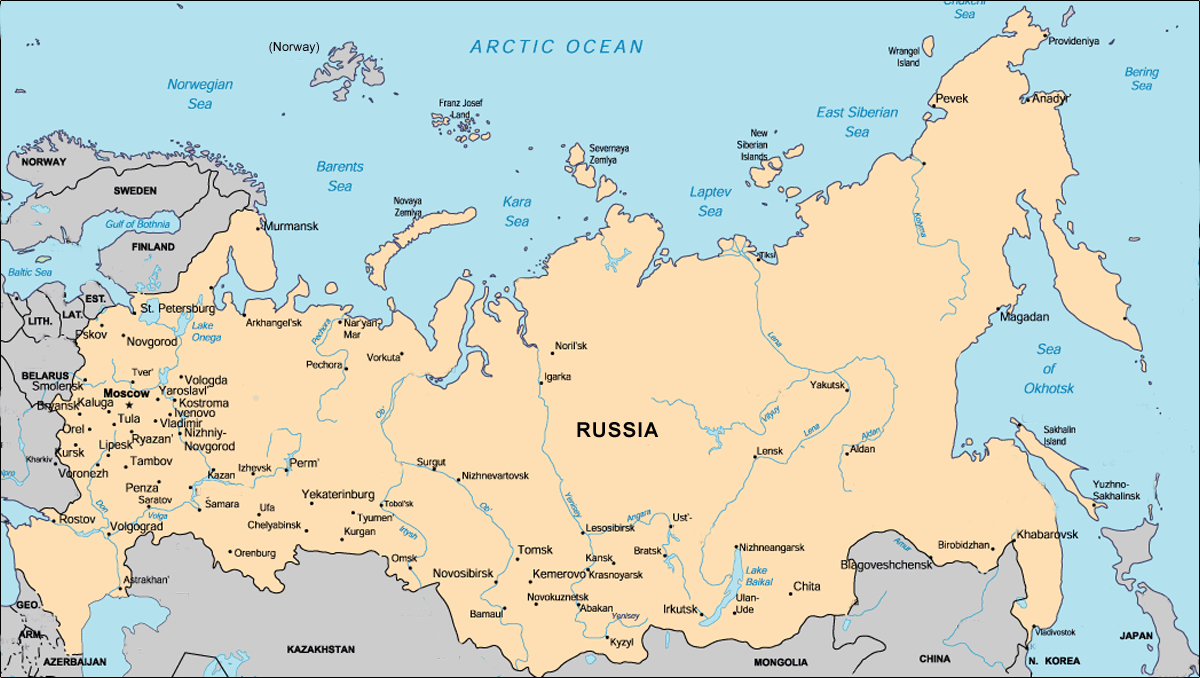 Chukchi
Sea
(Norway)
ARCTIC OCEAN
Provideniya
Wrangel
Island
Bering
Sea
Norwegian
Sea
Pevek
Anadyr'
Franz Josef
Land
East Siberian
Sea
New
Siberian
Islands
Severnaya
Zemlya
NORWAY
Barents
Sea
SWEDEN
Laptev
Sea
Kara
Sea
Novaya
Zemlya
Kolyma
Gulf of Bothnia
Murmansk
FINLAND
Tiksi
Baltic Sea
EST.
LAT.
LITH.
St. Petersburg
Arkhangel'sk
Nar'yan
Mar
Pechora
Magadan
Lake
Onega
Pskov
Novgorod
Noril'sk
Lena
Sea
of
Okhotsk
Vorkuta
Pechora
BELARUS
Smolensk
Tver'
Vologda
Igarka
Yakutsk
Moscow
Yaroslavl'
Kostroma
Bryansk
Kaluga
Ivenovo
Ob'
Vilyuy
Tula
Vladimir
Orel
RUSSIA
Lena
Aldan
Sakhalin
Island
Ryazan'
Nizhniy-
Novgorod
Lipesk
Kursk
Kharkiv
Lensk
Aldan
Voronezh
Tambov
Kazan
Izhevsk
Perm'
Surgut
Nizhnevartovsk
Penza
Yuzhno-
Sakhalinsk
Saratov
Samara
Yekaterinburg
Tobol'sk
Ob'
Yenisey
Don
Volga
Ufa
Rostov
Volgograd
Chelyabinsk
Tyumen'
Angara
Ust'-
Kurgan
Irtysh
Lesosibirsk
Khabarovsk
Orenburg
Tomsk
Bratsk
Nizhneangarsk
Amur
Birobidzhan
Omsk
Kansk
Blagoveshchensk
Astrakhan'
Novosibirsk
Kemerovo
Krasnoyarsk
Lake
Baikal
Chita
Novokuznetsk
Ulan-
Ude
GEO.
Barnaul
Abakan
Yenisey
Irkutsk
ARM.
Kyzyl
Vladivostok
JAPAN
KAZAKHSTAN
AZERBAIJAN
MONGOLIA
CHINA
N. KOREA